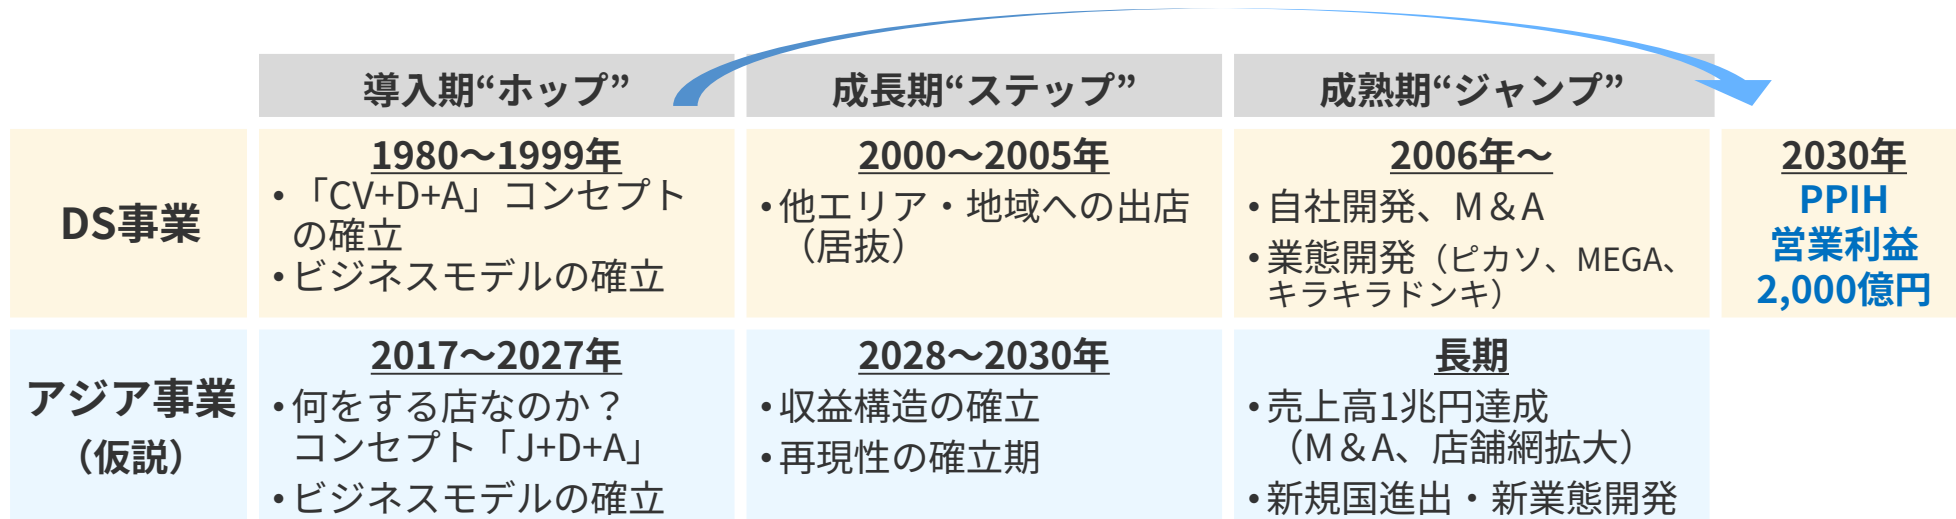 導入期“ホップ”
成長期“ステップ”
成熟期“ジャンプ”
DS事業
1980～1999年
•「CV+D+A」コンセプト
の確立
•ビジネスモデルの確立
2000～2005年
•他エリア・地域への出店
（居抜）
2006年～
•自社開発、M＆A
•業態開発（ピカソ、MEGA、
キラキラドンキ）
2030年
PPIH
営業利益
2,000億円
アジア事業
（仮説）
2017～2027年
•何をする店なのか？
コンセプト「J+D+A」
•ビジネスモデルの確立
2028～2030年
•収益構造の確立
•再現性の確立期
長期
•売上高1兆円達成
（M＆A、店舗網拡大）
•新規国進出・新業態開発